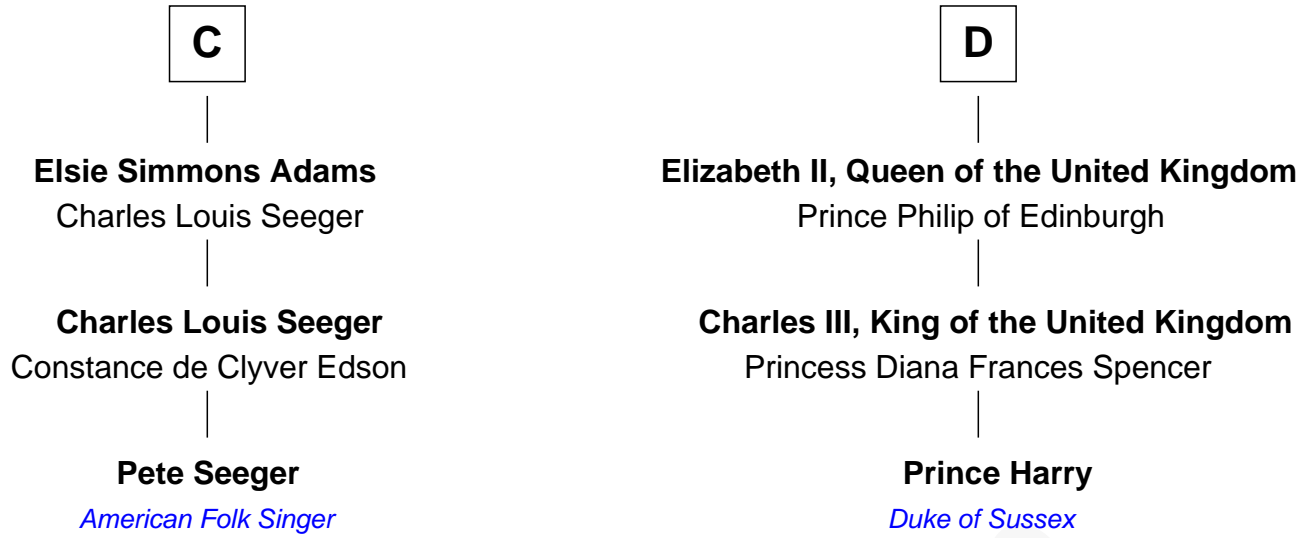 C
Elsie Simmons Adams
Charles Louis Seeger
Charles Louis Seeger
Constance de Clyver Edson
Pete Seeger
American Folk Singer
D
Elizabeth II, Queen of the United Kingdom
Prince Philip of Edinburgh
Charles III, King of the United Kingdom
Princess Diana Frances Spencer
Prince Harry
Duke of Sussex